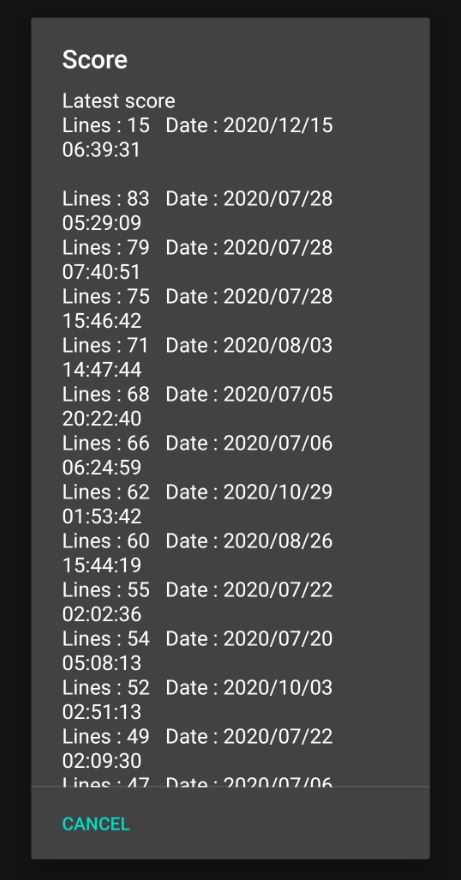 Score
Latest score
Lines : 15 Date : 2020/12/15
06:39:31
Lines : 83 Date : 2020/07/28
05:29:09
Lines : 79 Date : 2020/07/28
07:40:51
Lines : 75 Date : 2020/07/28
15:46:42
Lines : 71 Date : 2020/08/03
14:47:44
Lines : 68 Date : 2020/07/05
20:22:40
Lines : 66 Date : 2020/07/06
06:24:59
Lines : 62 Date : 2020/10/29
01:53:42
Lines : 60 Date : 2020/08/26
15:44:19
Lines : 55 Date : 2020/07/22
02:02:36
Lines : 54 Date : 2020/07/20
05:08:13
Lines : 52 Date : 2020/10/03
02:51:13
Lines : 49 Date : 2020/07/22
02:09:30
Lines : 47 Date : 2020/07/06
CANCEL